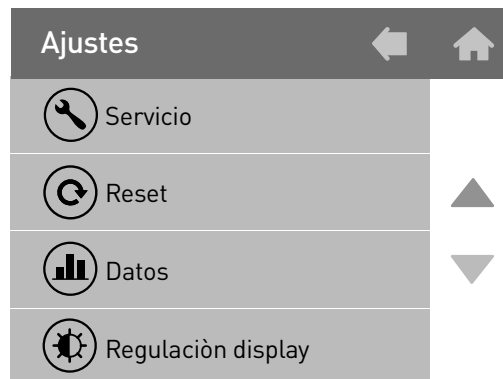 Ajustes
Servicio
Reset
Datos
Regulaciòn display